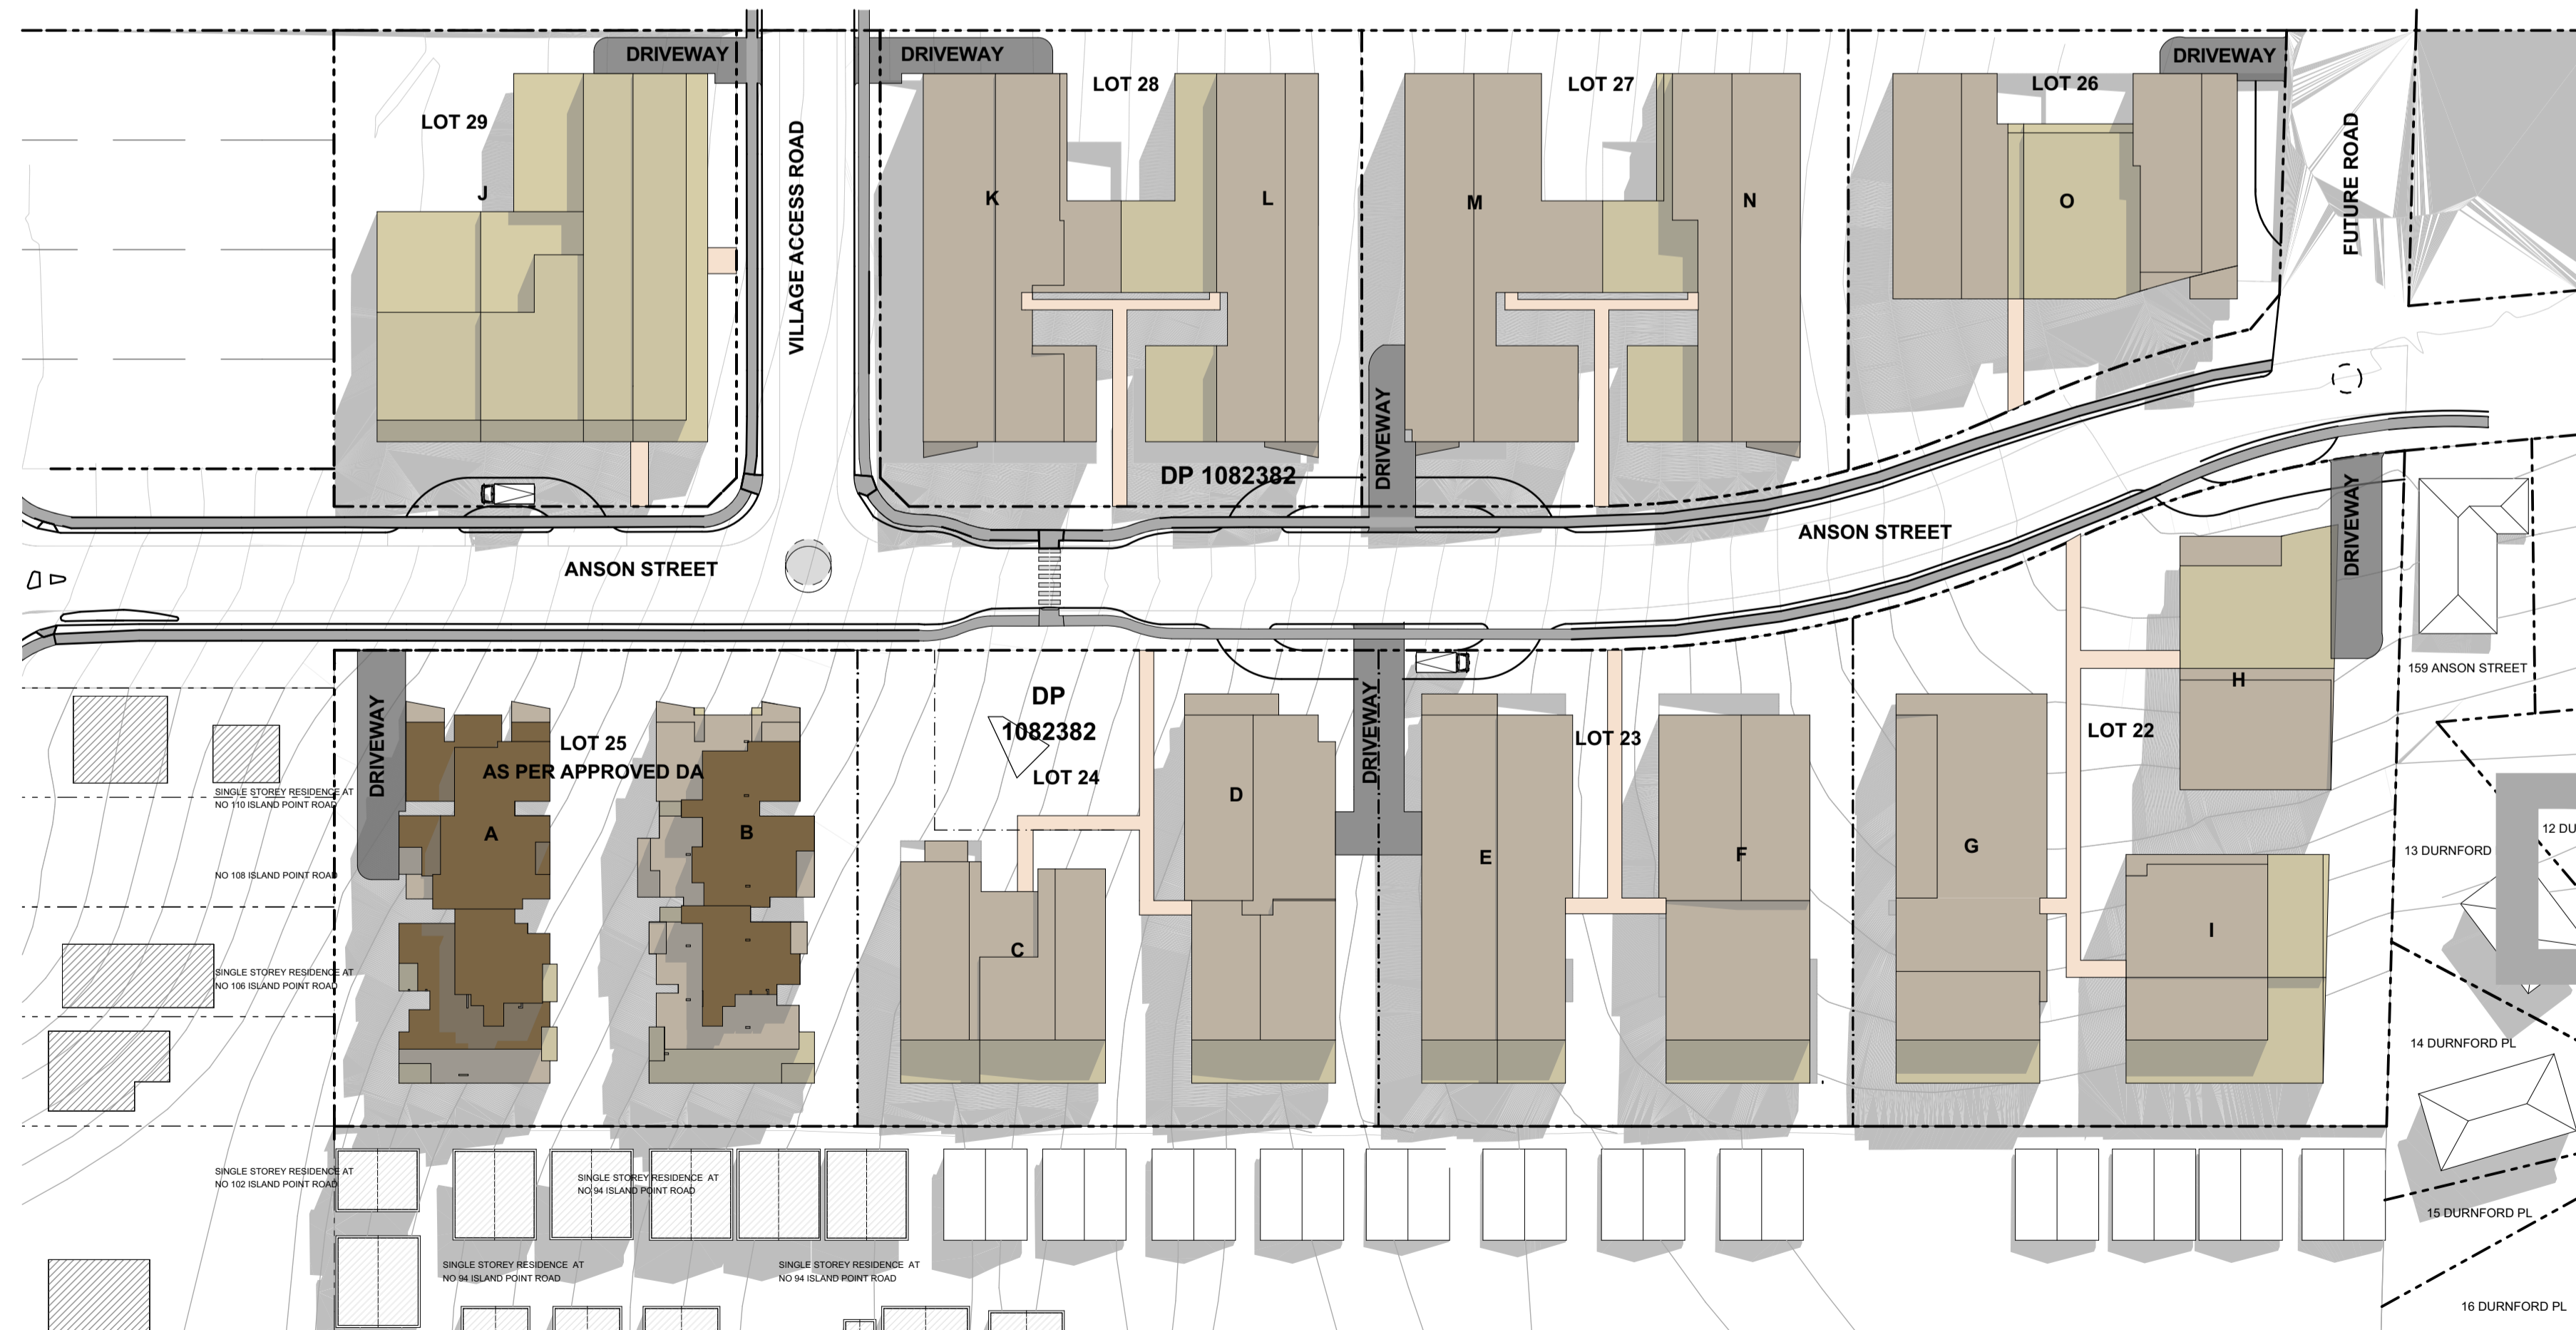 DRIVEWAY
DRIVEWAY
DRIVEWAY
LOT 29
LOT 28
LOT 27
LOT 26
VILLAGE ACCESS ROAD
FUTURE ROAD
J
K
L
M
N
O
DRIVEWAY
DP 1082382
ANSON STREET
ANSON STREET
DRIVEWAY
159 ANSON STREET
H
DRIVEWAY
LOT 25
AS PER APPROVED DA
DP
1082382
LOT 24
DRIVEWAY
LOT 23
LOT 22
SINGLE STOREY RESIDENCE AT
NO 110 ISLAND POINT ROAD
A
B
D
E
F
G
12 DU
13 DURNFORD
NO 108 ISLAND POINT ROAD
C
I
SINGLE STOREY RESIDENCE AT
NO 106 ISLAND POINT ROAD
14 DURNFORD PL
SINGLE STOREY RESIDENCE AT
NO 102 ISLAND POINT ROAD
SINGLE STOREY RESIDENCE AT
NO 94 ISLAND POINT ROAD
15 DURNFORD PL
SINGLE STOREY RESIDENCE AT
NO 94 ISLAND POINT ROAD
SINGLE STOREY RESIDENCE AT
NO 94 ISLAND POINT ROAD
16 DURNFORD PL